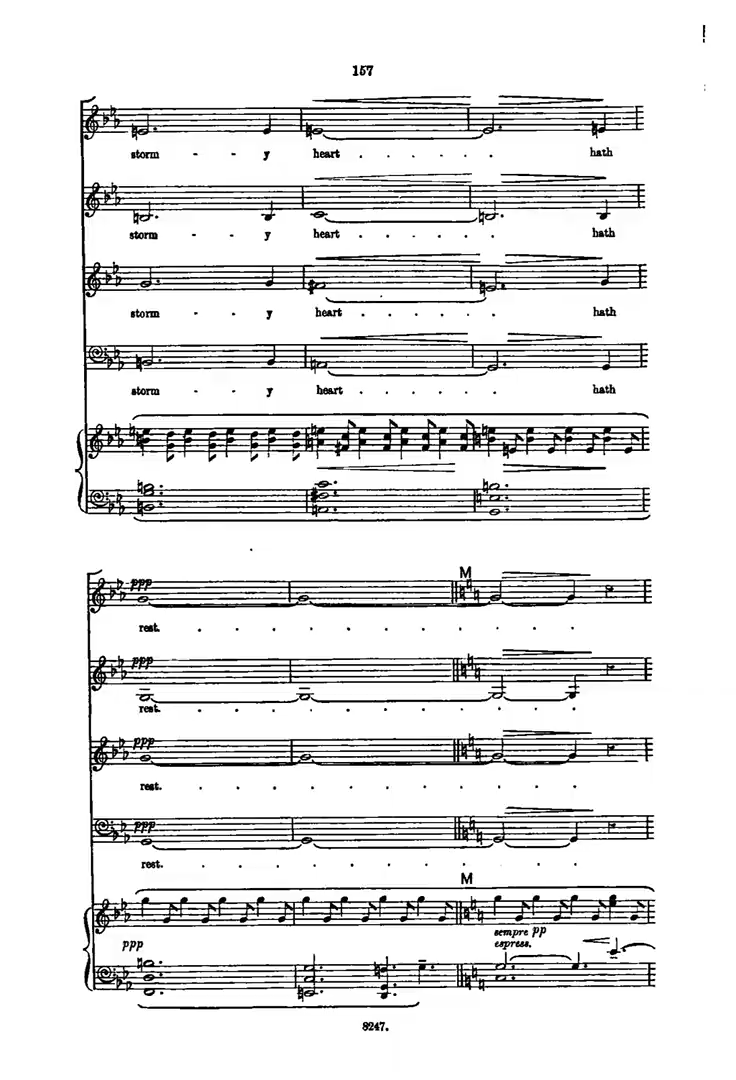 157
storm - - y heart . . . . . . hath
storm - - y heart . . . . . . hath
storm - - y heart . . . . . . hath
storm - - y heart . . . . . . hath
M
ppp
rest. . . . . . . . . . . .
ppp
rest. . . . . . . . . . . .
ppp
rest. . . . . . . . . . . .
ppp
rest. . . . . . . . . . . .
M
sempre pp
ppp espress.
8247.